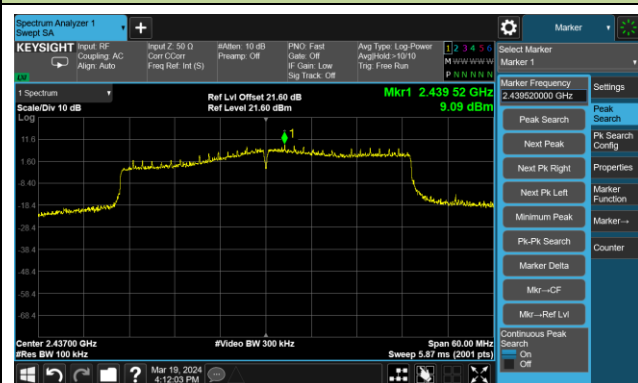 Spectrum Analyzer 1
Swept SA
Marker
KEYSIGHT
Input: RF
Coupling: AC
Align: Auto
Input Z: 50 Ω
Corr CCorr
Freq Ref: Int (S)
#Atten: 10 dB
Preamp: Off
PNO: Fast
Gate: Off
IF Gain: Low
Sig Track: Off
Avg Type: Log-Power
Avg|Hold:>10/10
Trig: Free Run
1 2 3 4 5 6
M W W W W W
P N N N N N
LXI
Select Marker
Marker 1
1 Spectrum
Scale/Div 10 dB
Log
Ref Lvl Offset 21.60 dB
Ref Level 21.60 dBm
Mkr1 2.439 52 GHz
9.09 dBm
1
11.6
1.60
-8.40
-18.4
-28.4
-38.4
-48.4
-58.4
-68.4
Center 2.43700 GHz
#Res BW 100 kHz
#Video BW 300 kHz
Span 60.00 MHz
Sweep 5.87 ms (2001 pts)
Marker Frequency
2.439520000 GHz
Peak Search
Next Peak
Next Pk Right
Next Pk Left
Minimum Peak
Pk-Pk Search
Marker Delta
Mkr→CF
Mkr→Ref Lvl
Continuous Peak
Search
On
Off
Settings
Peak
Search
Pk Search
Config
Properties
Marker
Function
Marker→
Counter
?
Mar 19, 2024
4:12:03 PM